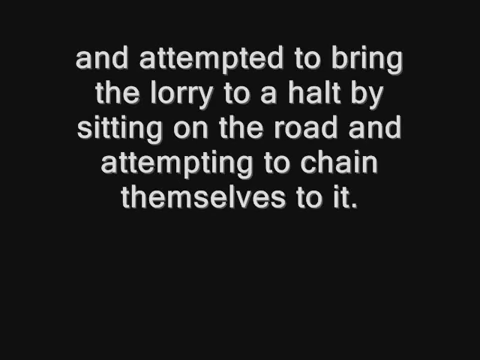 and attempted to bring
the lorry to a halt by
sitting on the road and
attempting to chain
themselves to it.